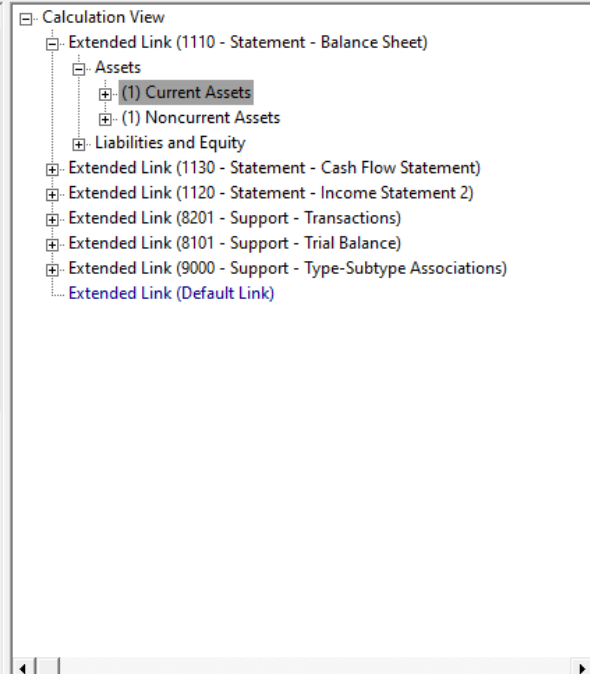 Calculation View
Extended Link (1110 - Statement - Balance Sheet)
Assets
(1) Current Assets
(1) Noncurrent Assets
Liabilities and Equity
Extended Link (1130 - Statement - Cash Flow Statement)
Extended Link (1120 - Statement - Income Statement 2)
Extended Link (8201 - Support - Transactions)
Extended Link (8101 - Support - Trial Balance)
Extended Link (9000 - Support - Type-Subtype Associations)
Extended Link (Default Link)